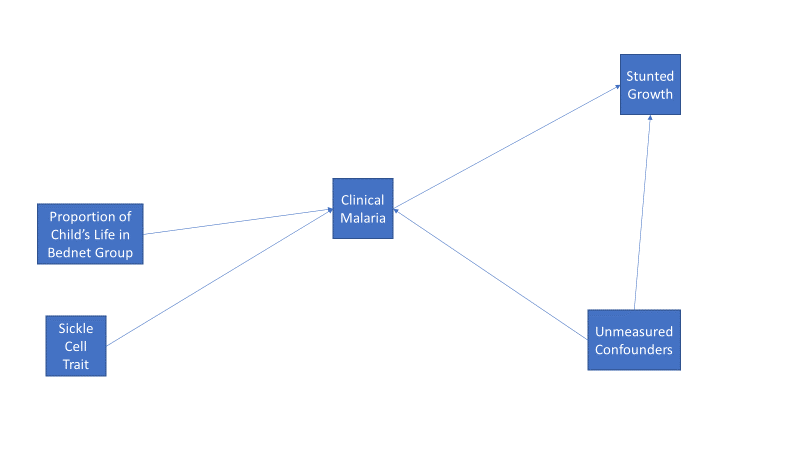 Stunted
Growth
Clinical
Malaria
Proportion of
Child’s Life in
Bednet Group
Sickle
Cell
Trait
Unmeasured
Confounders